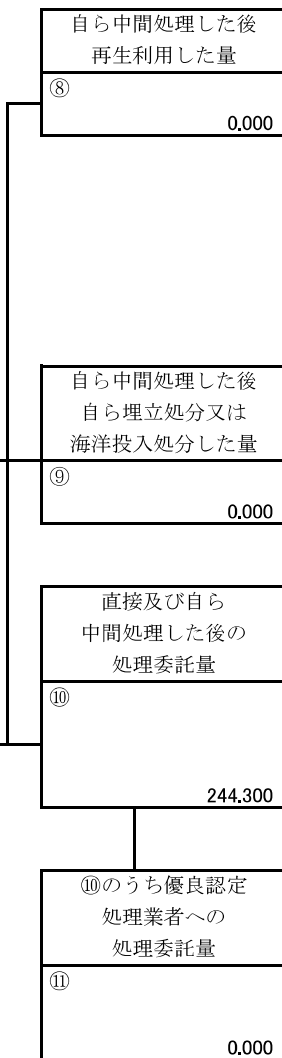 自ら中間処理した後
再生利用した量
⑧
0.000
自ら中間処理した後
自ら埋立処分又は
海洋投入処分した量
⑨
0.000
直接及び自ら
中間処理した後の
処理委託量
⑩
244.300
⑩のうち優良認定
処理業者への
処理委託量
⑪
0.000